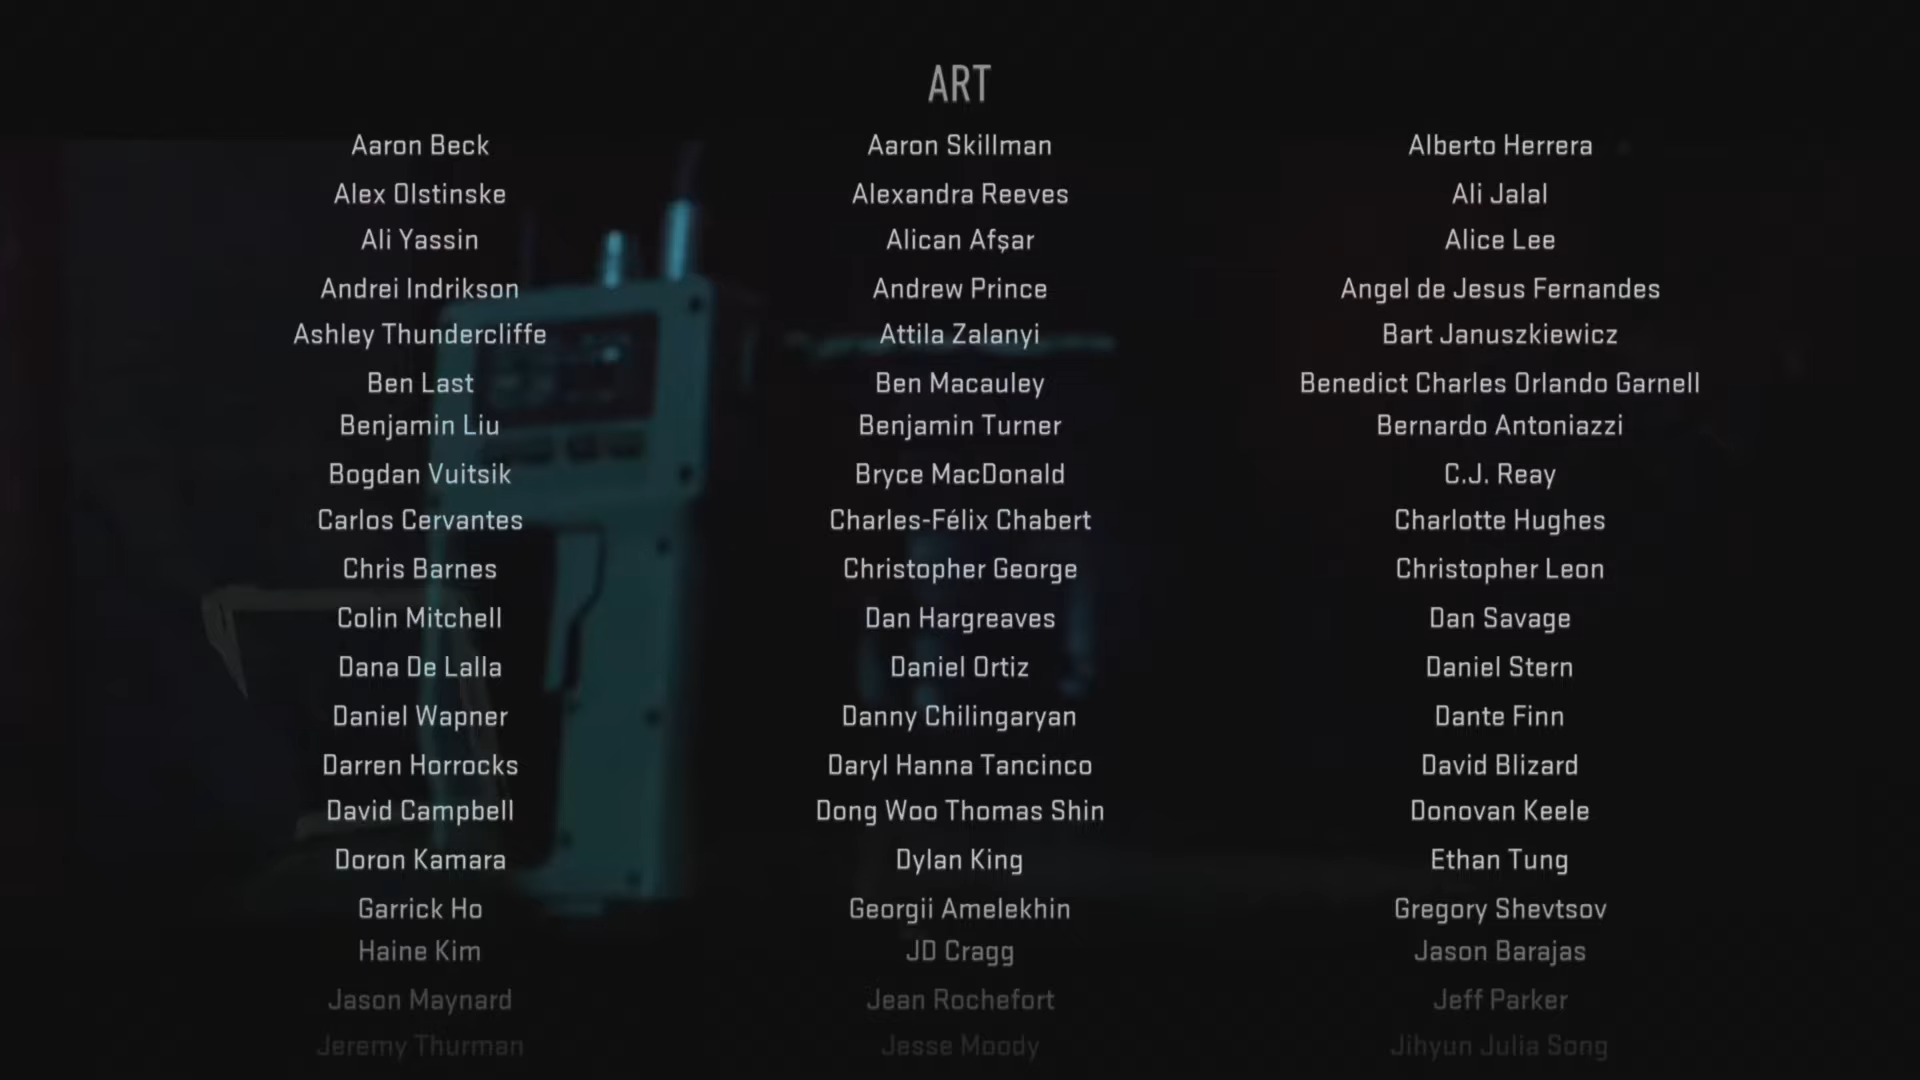 ART
Aaron Beck Aaron Skillman Alberto Herrera
Alex Olstinske Alexandra Reeves Ali Jalal
Ali Yassin Alican Afşar Alice Lee
Andrei Indrikson Andrew Prince Angel de Jesus Fernandes
Ashley Thundercliffe Attila Zalanyi Bart Januszkiewicz
Ben Last Ben Macauley Benedict Charles Orlando Garnell
Benjamin Liu Benjamin Turner Bernardo Antoniazzi
Bogdan Vuitsik Bryce MacDonald C.J. Reay
Carlos Cervantes Charles-Félix Chabert Charlotte Hughes
Chris Barnes Christopher George Christopher Leon
Colin Mitchell Dan Hargreaves Dan Savage
Dana De Lalla Daniel Ortiz Daniel Stern
Daniel Wapner Danny Chilingaryan Dante Finn
Darren Horrocks Daryl Hanna Tancinco David Blizard
David Campbell Dong Woo Thomas Shin Donovan Keele
Doron Kamara Dylan King Ethan Tung
Garrick Ho Georgii Amelekhin Gregory Shevtsov
Haine Kim JD Cragg Jason Barajas
Jason Maynard Jean Rochefort Jeff Parker
Jeremy Thurman Jesse Moody Jihyun Julia Song